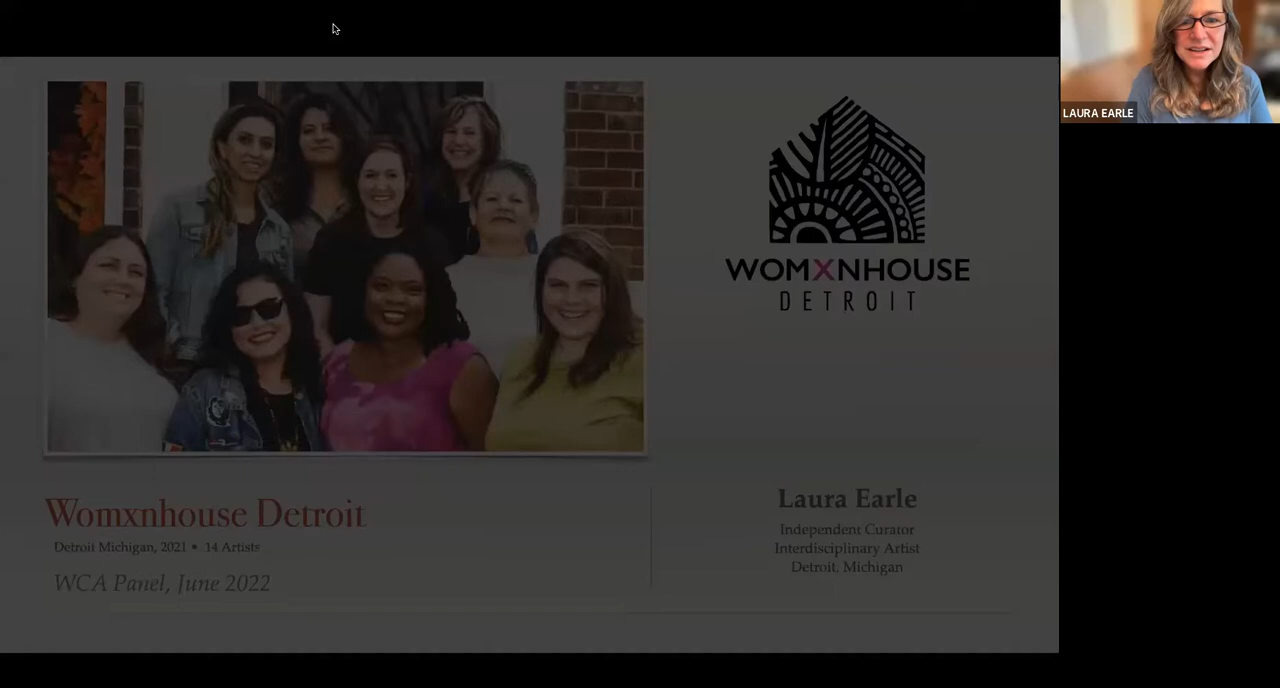 LAURA EARLE
WOMXNHOUSE
DETROIT
Womxnhouse Detroit
Detroit Michigan, 2021 • 14 Artists
WCA Panel, June 2022
Laura Earle
Independent Curator
Interdisciplinary Artist
Detroit, Michigan